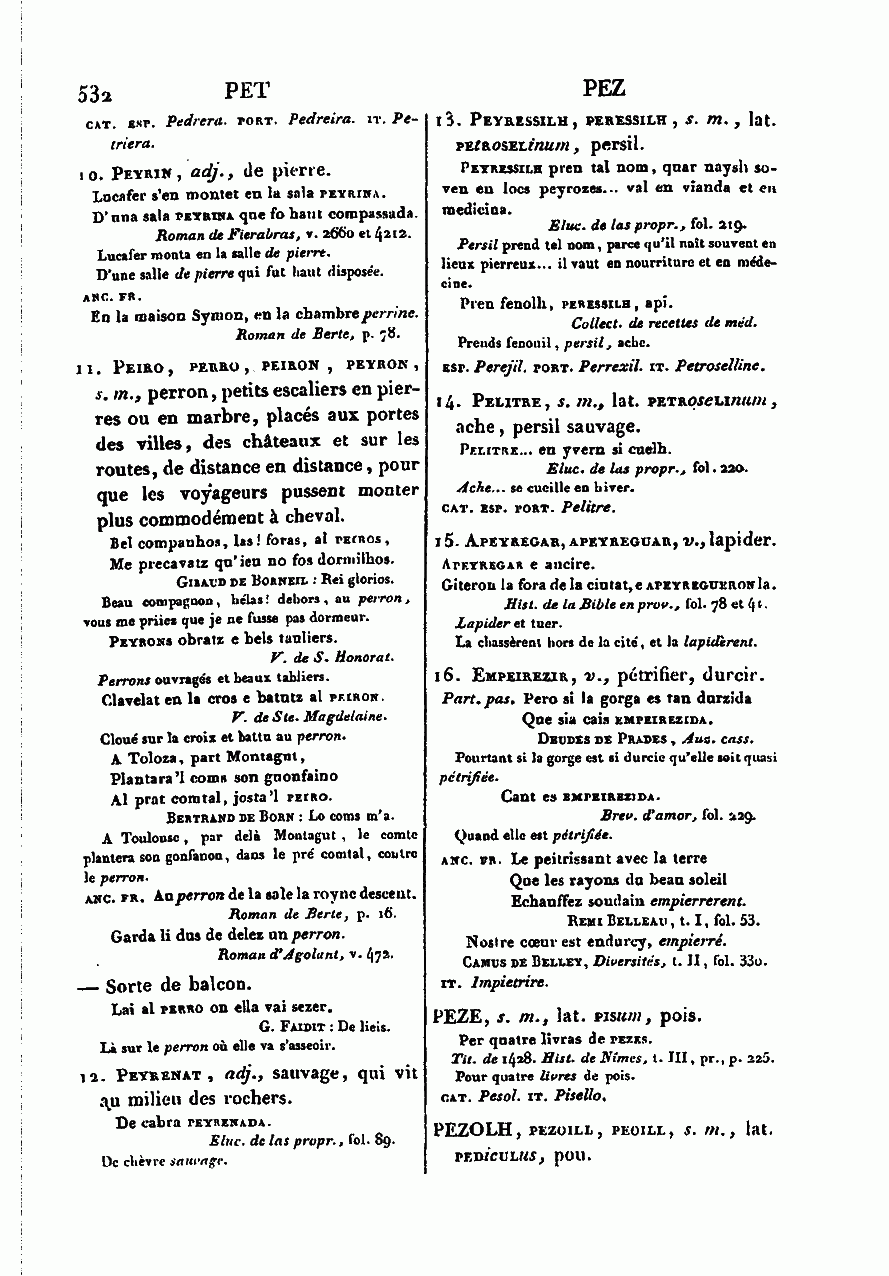 532 PET PEZ
CAT. ESP. Pedrera. PORT. Pedreira. IT. Pe-
triera.
10. PEYRIN, adj., de pierre.
Lucafer s'en montet en la sala PEYRINA.
D'una sala PEYRINA que fo haut compassada.
Roman de Fierabras, v. 2660 et 4212.
Lucafer monta en la salle de pierre.
D'une salle de pierre qui fut haut disposée.
ANC. FR.
En la maison Symon, en la chambre perrine.
Roman de Berte, p. 78.
11. PEIRO, PERRO, PEIRON, PEYRON,
s. m., perron, petits escaliers en pier-
res ou en marbre, placés aux portes
des villes, des châteaux et sur les
routes, de distance en distance, pour
que les voyageurs pussent monter
plus commodément à cheval.
Bel companhos, las! foras, al PEIROS,
Me precavatz qu'ieu no fos dormilhos.
GIRAUD DE BORNEIL : Rei glorios.
Beau compagnon, hélas! dehors, au perron,
vous me priiez que je ne fusse pas dormeur.
PEYRONS obratz e bels tauliers.
V. de S. Honorat.
Perrons ouvragés et beaux tabliers.
Clavelat en la cros e batutz al PEIRON.
V. de Ste. Magdelaine.
Cloué sur la croix et battu au perron.
A Toloza, part Montagut,
Plantara'l coms son guonfaino
Al prat comtal, josta'l PEIRO.
BERTRAND DE BORN : Lo coms m'a.
A Toulouse, par delà Montagut, le comte
plantera son gonfanon, dans le pré comtal, contre
le perron.
ANC. FR. Au perron de la sale la royne descent.
Roman de Berte, p. 16.
Garda li dus de delez un perron.
Roman d'Agolant, v. 472.
— Sorte de balcon.
Lai al PERRO on ella vai sezer.
G. FAIDIT : De lieis.
Là sur le perron où elle va s'asseoir.
12. PEYRENAT, adj., sauvage, qui vit
au milieu des rochers.
De cabra PEYRENADA.
Eluc. de las propr., fol. 89.
De chèvre sauvage.
13. PEYRESSILH, PERESSILH, s. m., lat.
PETROSELinum, persil.
PEYRESSILH pren tal nom, quar naysh so-
ven en locs peyrozes... val en vianda et en
medicina.
Eluc. de las propr., fol. 219.
Persil prend tel nom, parce qu'il naît souvent en
lieux pierreux... il vaut en nourriture et en méde-
cine.
Pren fenolh, PERESSILH, api.
Collect. de recettes de méd.
Prends fenouil, persil, ache.
ESP. Perejil. PORT. Perrexil. IT. Petroselline.
14. PELITRE, s. m., lat. PETRoseLInum,
ache, persil sauvage.
PELITRE... en yvern si cuelh.
Eluc. de las propr., fol. 220.
Ache... se cueille en hiver.
CAT. ESP. PORT. Pelitre.
15. APEYREGAR, APEYREGUAR, v., lapider.
APEYREGAR e aucire.
Giteron la fora de la ciutat, e APEYREGUERON la.
Hist. de la Bible en prov., fol. 78 et 41.
Lapider et tuer.
La chassèrent hors de la cité, et la lapidèrent.
16. EMPEIREZIR, v., pétrifier, durcir.
Part. pas. Pero si la gorga es tan durzida
Que sia cais EMPEIREZIDA.
DEUDES DE PRADES, Auz. cass.
Pourtant si la gorge est si durcie qu'elle soit quasi
pétrifiée.
Cant es EMPEIREZIDA.
Brev. d'amor, fol. 229.
Quand elle est pétrifiée.
ANC. FR. Le peitrissant avec la terre
Que les rayons du beau soleil
Echauffez soudain empierrerent.
REMI BELLEAU, t. I, fol. 53.
Nostre cœur est endurcy, empierré.
CAMUS DE BELLEY, Diversités, t. II, fol. 330.
IT. Impietrire.
PEZE, s. m., lat. PISum, pois.
Per quatre livras de PEZES.
Tit. de 1428. Hist. de Nîmes, t. III, pr., p. 225.
Pour quatre livres de pois.
CAT. Pesol. IT. Pisello.
PEZOLH, PEZOILL, PEOILL, s. m., lat.
PEDiCULUS, pou.